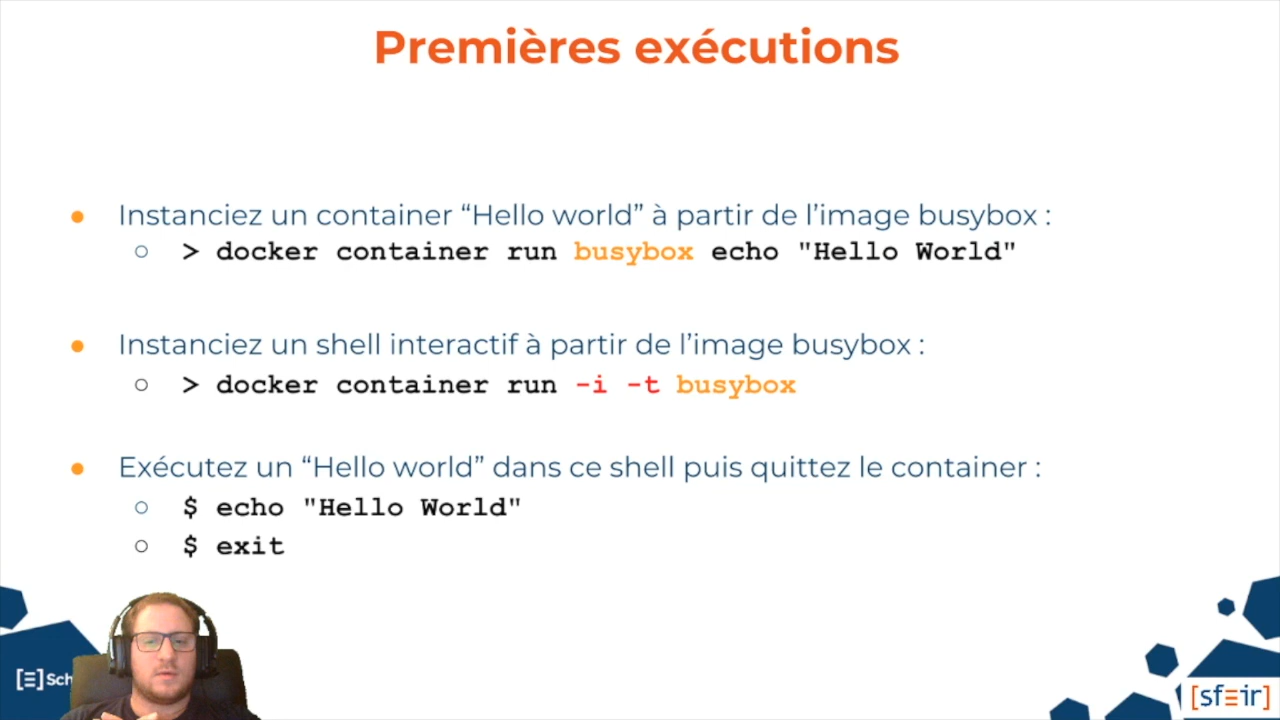 Premières exécutions
● Instanciez un container “Hello world” à partir de l’image busybox :
○ > docker container run busybox echo "Hello World"
● Instanciez un shell interactif à partir de l’image busybox :
○ > docker container run -i -t busybox
● Exécutez un “Hello world” dans ce shell puis quittez le container :
○ $ echo "Hello World"
○ $ exit
[Ξ]Sch
[sfΞir]